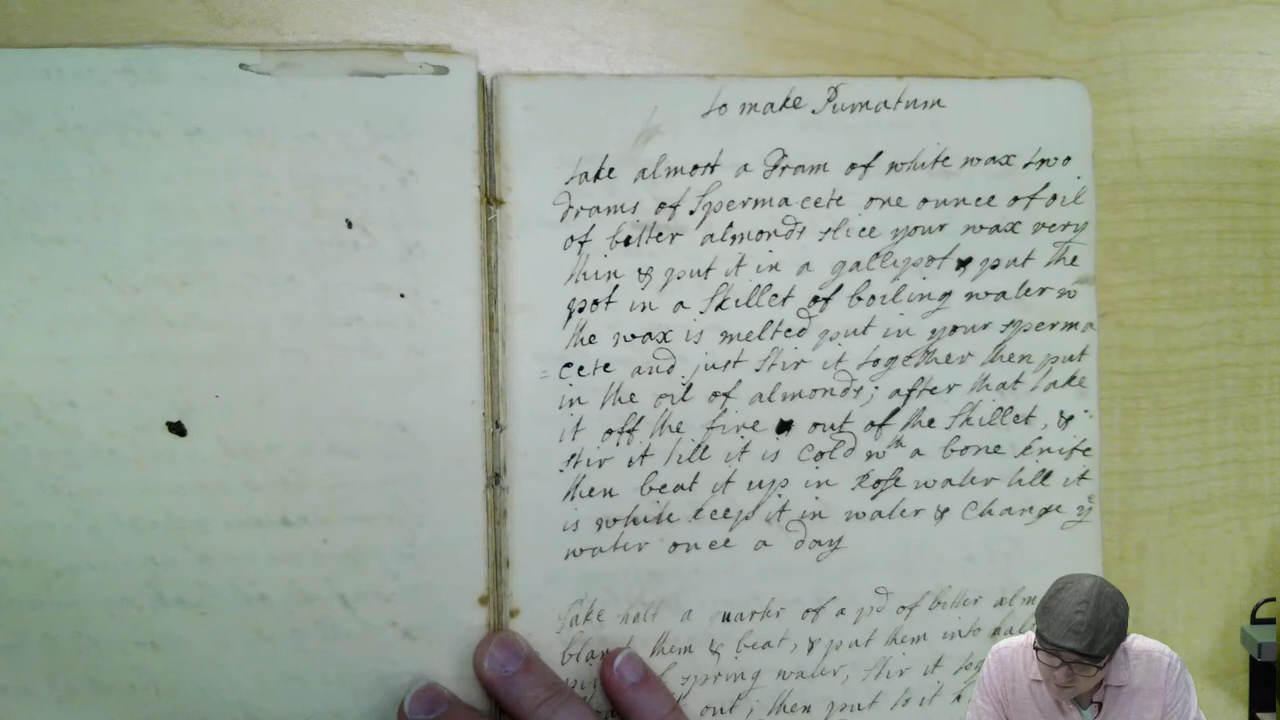 to make Pumatum
take almost a Dram of white wax two
drams of Spermacete one ounce of oil
of bitter almonds slice your wax very
thin & put it in a gallipot & put the
pot in a Skillet of boiling water w
the wax is melted put in your sperma
= cete and just stir it together then put
in the oil of almonds; after that take
it off the fire out of the Skillet, &
stir it till it is cold wth a bone knife
then beat it up in Rose water till it
is white keep it in water & Change ye
water once a day
Take half a quarter of a pd of bitter alm
them & beat, & put them into
spring water, stir it
out; then put to it